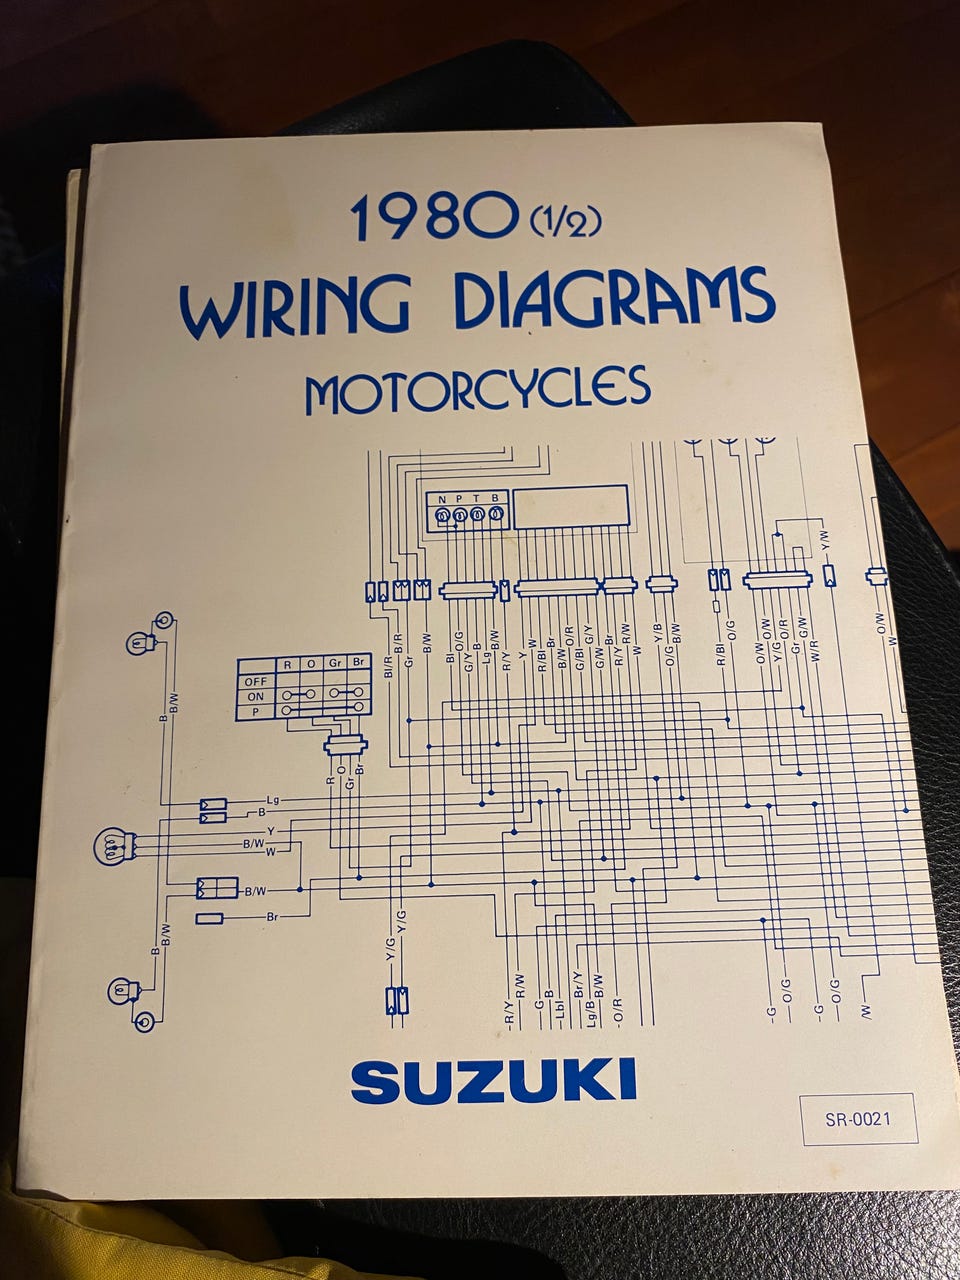 1980 (1/2)
WIRING DIAGRAMS
MOTORCYCLES
N P T B
Y/W
Bl/R
B/R
Gr
B/W
Bl
O/G
G/Y
B
Lg
B/W
R/Y
Y
W
R/Bl
Br
B/W
O/R
G/Bl
G/Y
G/W
Br
R/Y
R/W
W
O/G
Y/B
B/W
R/Bl
O/G
O/W
O/W
Y/G
O/R
Gr
G/W
W/R
W
O/W
R O Gr Br
OFF
ON
P
B
B/W
R
O
Gr
Br
Lg
B
Y
B/W
W
B/W
Br
B
B/W
Y/G
Y/G
R/Y
R/W
G
B
Lbl
Br/Y
Lg/B
B/W
O/R
G
O/G
G
O/G
/W
SUZUKI
SR-0021